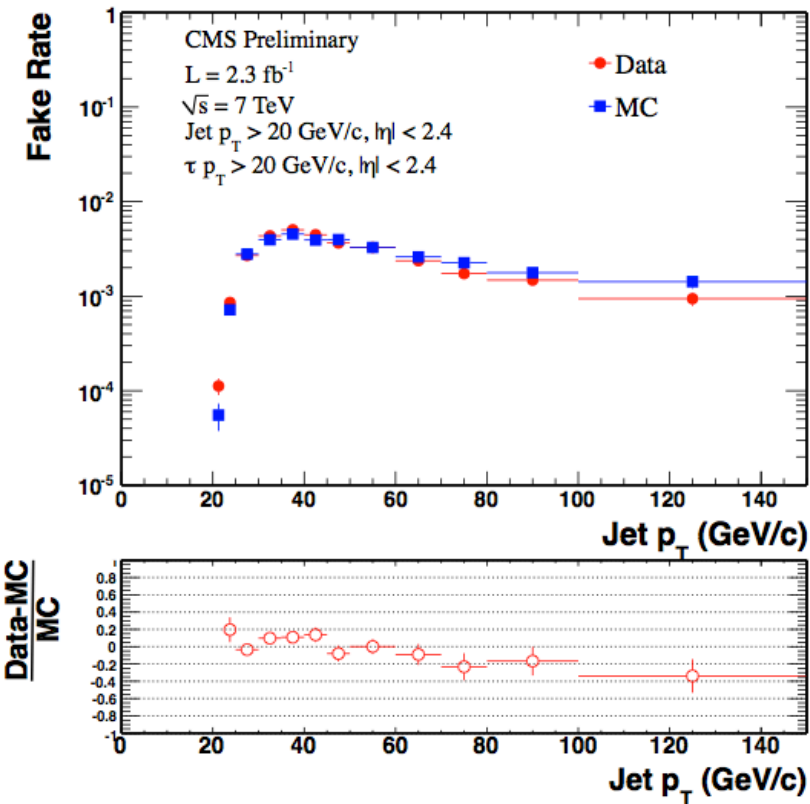 Fake Rate
1
10⁻¹
10⁻²
10⁻³
10⁻⁴
10⁻⁵
CMS Preliminary
L = 2.3 fb⁻¹
√s = 7 TeV
Jet p_T > 20 GeV/c, |η| < 2.4
τ p_T > 20 GeV/c, |η| < 2.4
Data
MC
0 20 40 60 80 100 120 140
Jet p_T (GeV/c)
Data-MC
MC
1
0.8
0.6
0.4
0.2
0
-0.2
-0.4
-0.6
-0.8
-1
0 20 40 60 80 100 120 140
Jet p_T (GeV/c)